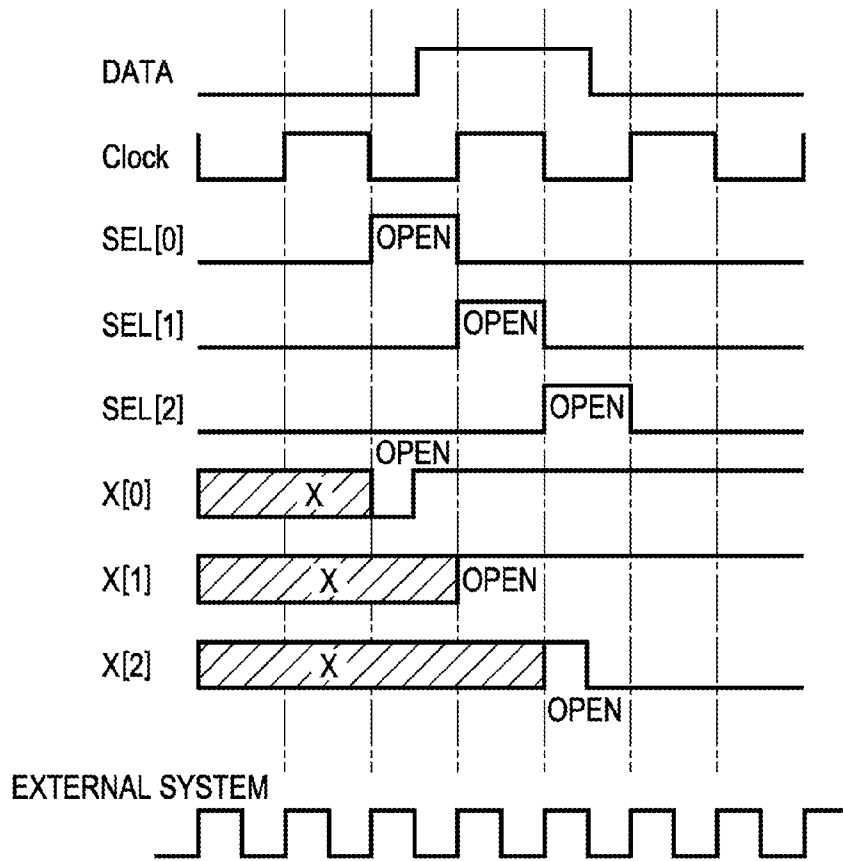 DATA
Clock
SEL[0] OPEN
SEL[1] OPEN
SEL[2] OPEN
OPEN
X[0] X
X[1] X OPEN
X[2] X
OPEN
EXTERNAL SYSTEM